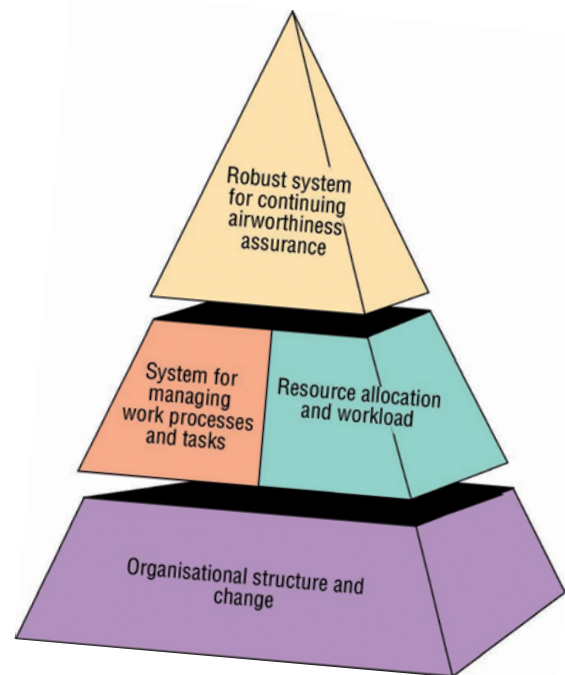 Robust system
for continuing
airworthiness
assurance
System for
managing
work processes
and tasks
Resource allocation
and workload
Organisational structure and
change